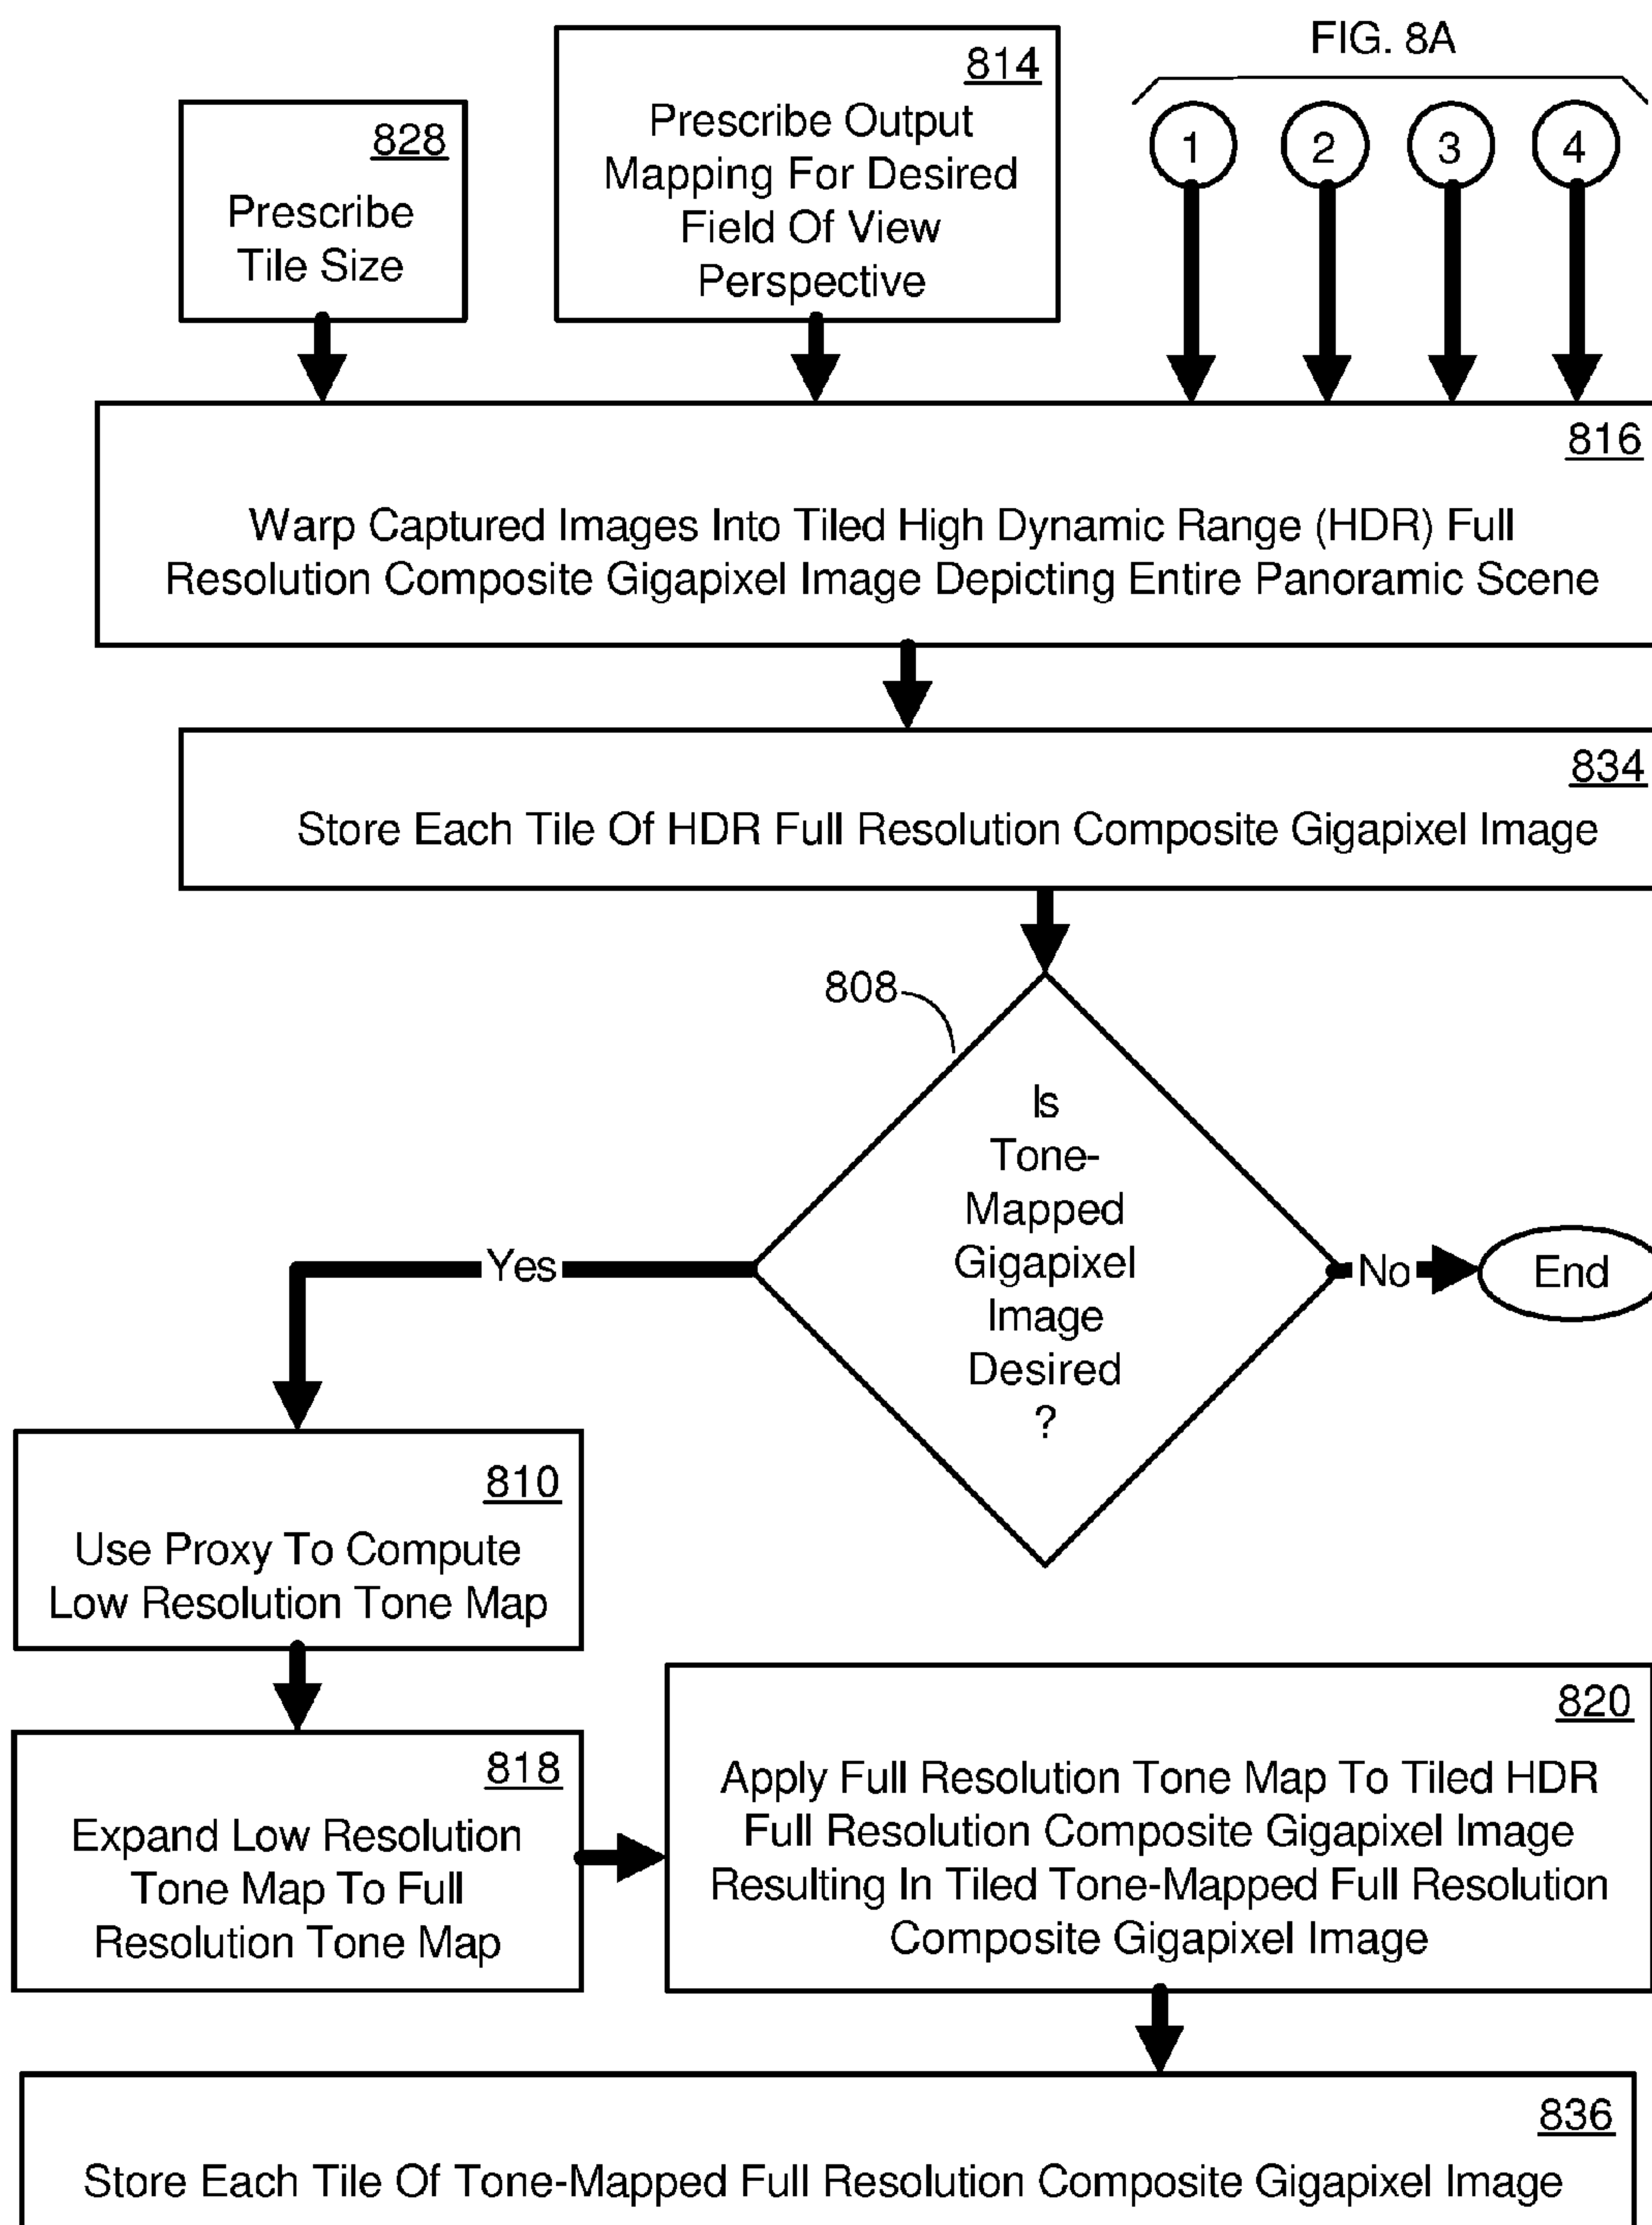 FIG. 8A
1 2 3 4
814
Prescribe Output
Mapping For Desired
Field Of View
Perspective
828
Prescribe
Tile Size
816
Warp Captured Images Into Tiled High Dynamic Range (HDR) Full
Resolution Composite Gigapixel Image Depicting Entire Panoramic Scene
834
Store Each Tile Of HDR Full Resolution Composite Gigapixel Image
808
Is
Tone-
Mapped
Gigapixel
Image
Desired
?
Yes
No
End
810
Use Proxy To Compute
Low Resolution Tone Map
818
Expand Low Resolution
Tone Map To Full
Resolution Tone Map
820
Apply Full Resolution Tone Map To Tiled HDR
Full Resolution Composite Gigapixel Image
Resulting In Tiled Tone-Mapped Full Resolution
Composite Gigapixel Image
836
Store Each Tile Of Tone-Mapped Full Resolution Composite Gigapixel Image